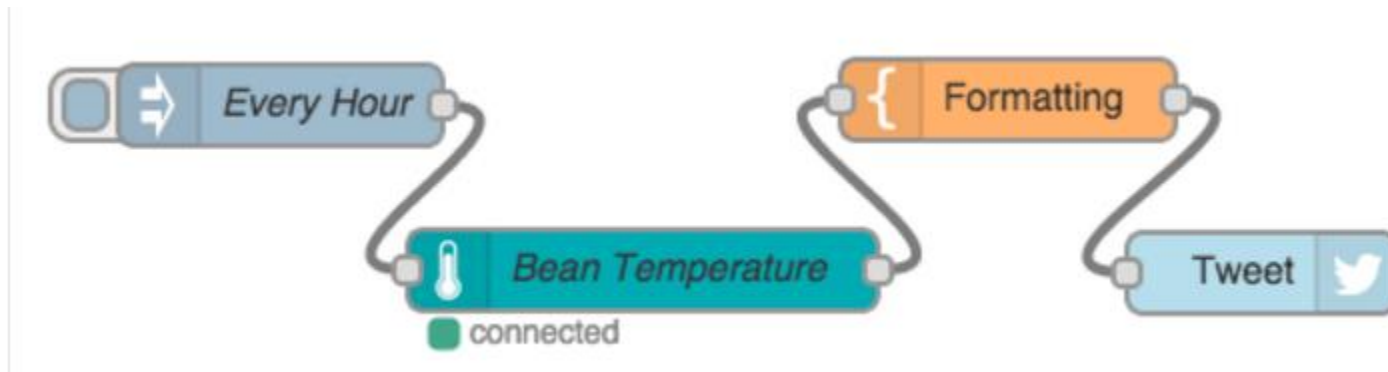 Every Hour
Bean Temperature
connected
Formatting
Tweet